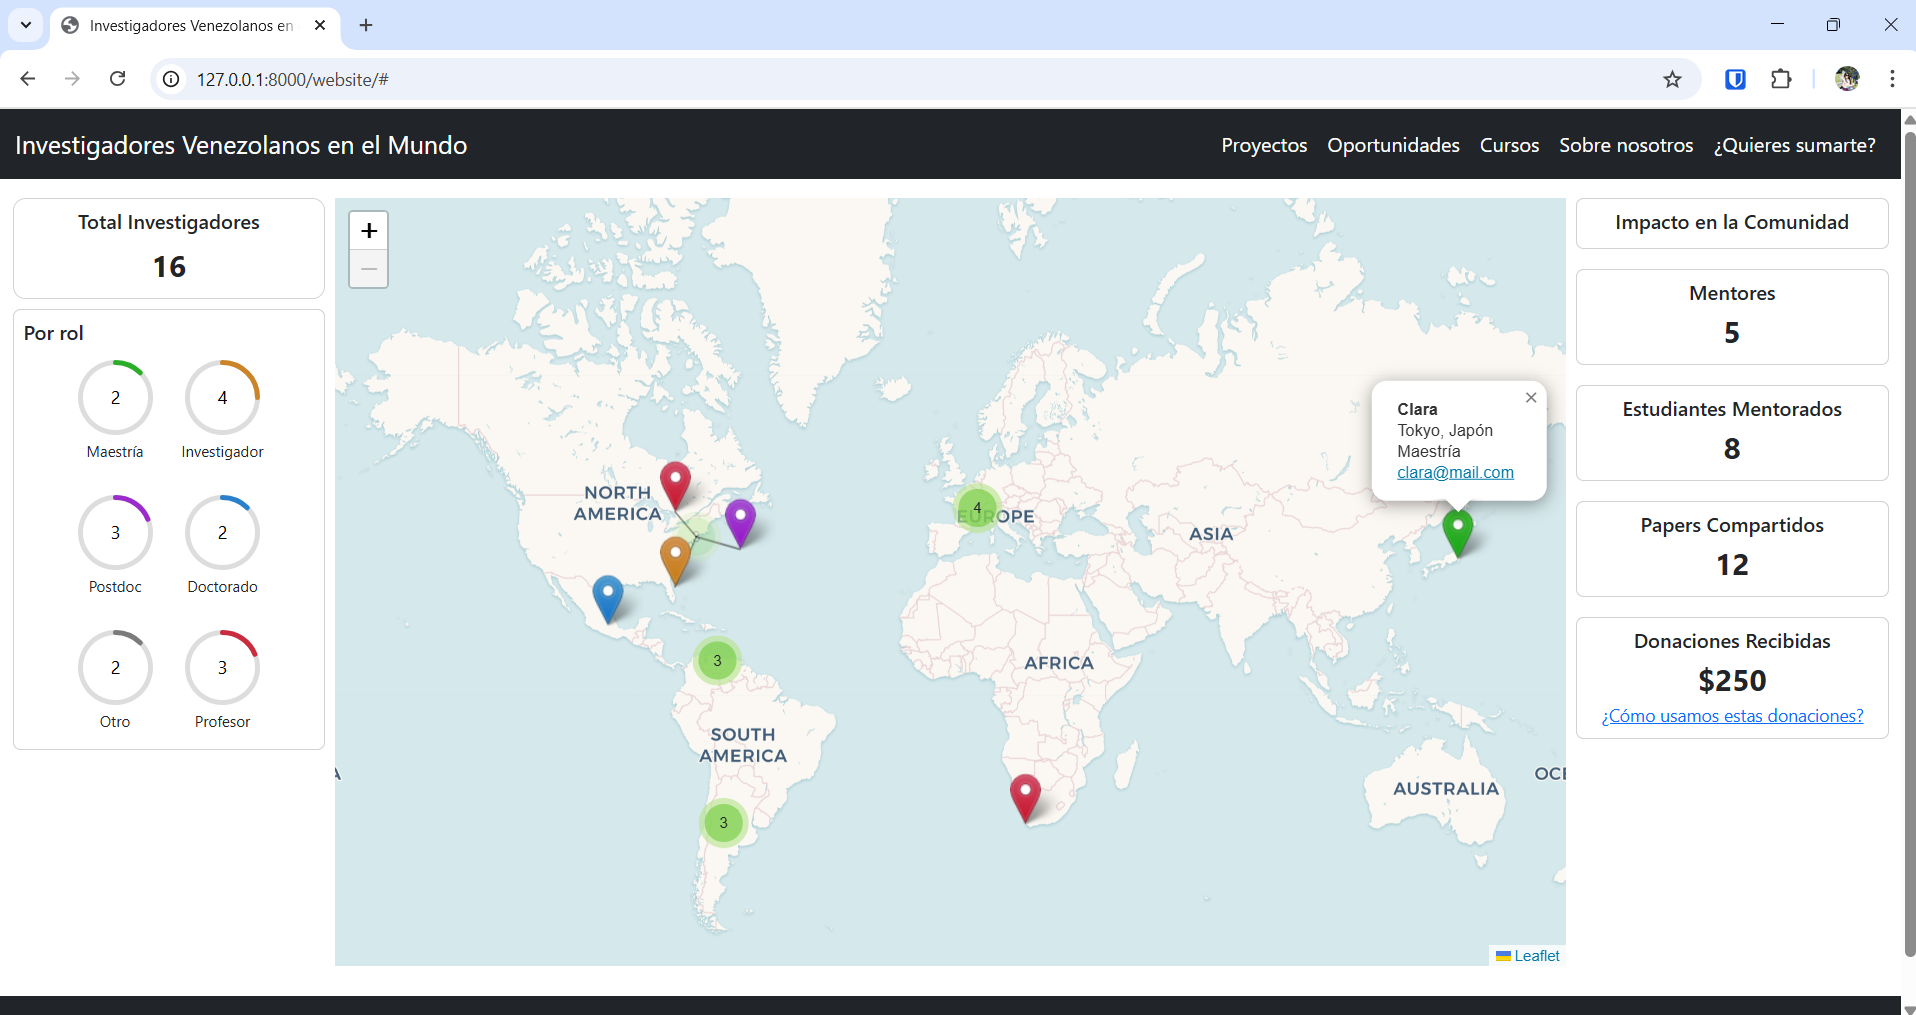 Investigadores Venezolanos en
127.0.0.1:8000/website/#
Investigadores Venezolanos en el Mundo
Proyectos
Oportunidades
Cursos
Sobre nosotros
¿Quieres sumarte?
Total Investigadores
16
Por rol
2
Maestría
4
Investigador
3
Postdoc
2
Doctorado
2
Otro
3
Profesor
+
−
NORTH
AMERICA
4
EUROPE
ASIA
Clara
Tokyo, Japón
Maestría
clara@mail.com
×
3
AFRICA
SOUTH
AMERICA
3
AUSTRALIA
OCE
A
Leaflet
Impacto en la Comunidad
Mentores
5
Estudiantes Mentorados
8
Papers Compartidos
12
Donaciones Recibidas
$250
¿Cómo usamos estas donaciones?